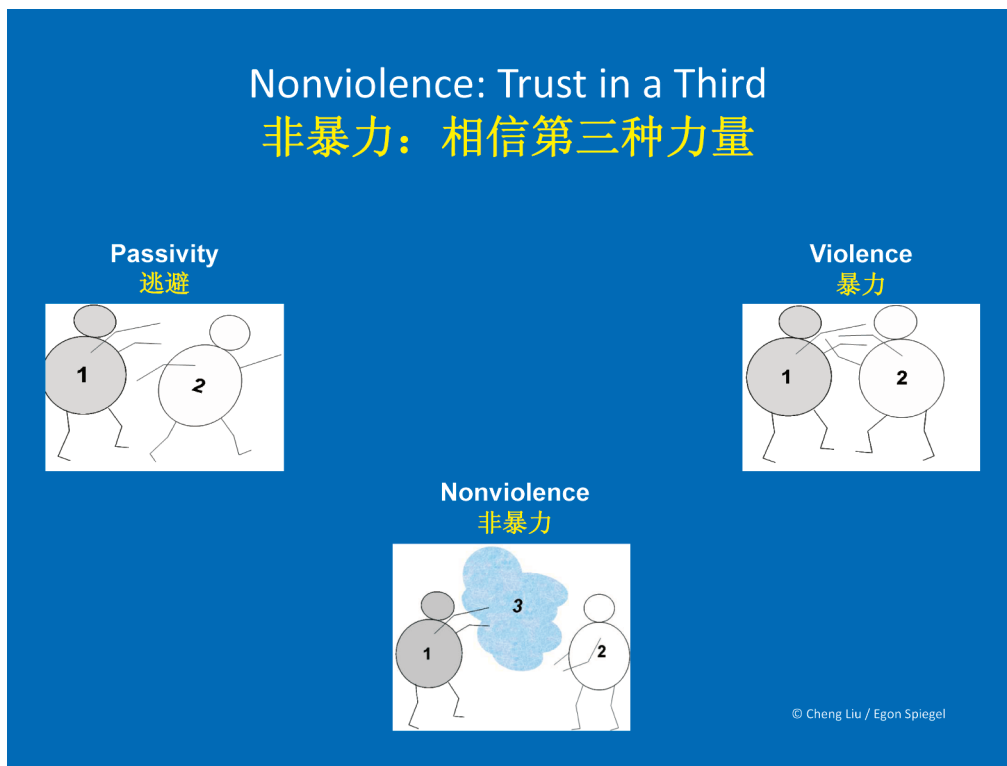 Nonviolence: Trust in a Third
非暴力：相信第三种力量
Passivity
逃避
1
2
Violence
暴力
1
2
Nonviolence
非暴力
3
1
2
© Cheng Liu / Egon Spiegel